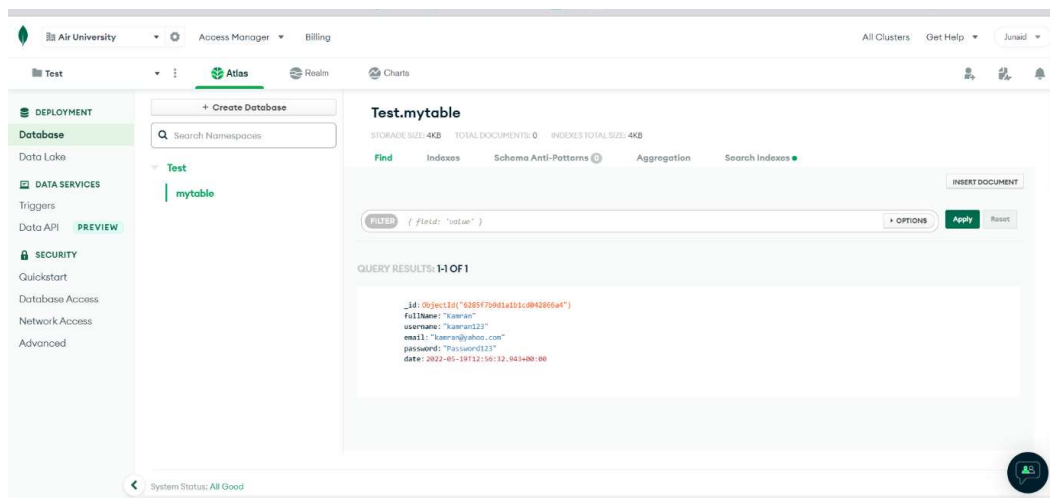 Air University
Access Manager
Billing
All Clusters
Get Help
Junaid
Test
Atlas
Realm
Charts
DEPLOYMENT
Database
Data Lake
DATA SERVICES
Triggers
Data API PREVIEW
SECURITY
Quickstart
Database Access
Network Access
Advanced
+ Create Database
Search Namespaces
Test
mytable
Test.mytable
STORAGE SIZE: 4KB TOTAL DOCUMENTS: 0 INDEXES TOTAL SIZE: 4KB
Find Indexes Schema Anti-Patterns 0 Aggregation Search Indexes
INSERT DOCUMENT
FILTER { field: 'value' } OPTIONS Apply Reset
QUERY RESULTS: 1-1 OF 1
_id: ObjectId("6285f7b9d1a1b1cd042866a4")
fullName: "Kamran"
username: "kamran123"
email: "kamran@yahoo.com"
password: "Password123"
date: 2022-05-19T12:56:32.943+00:00
System Status: All Good